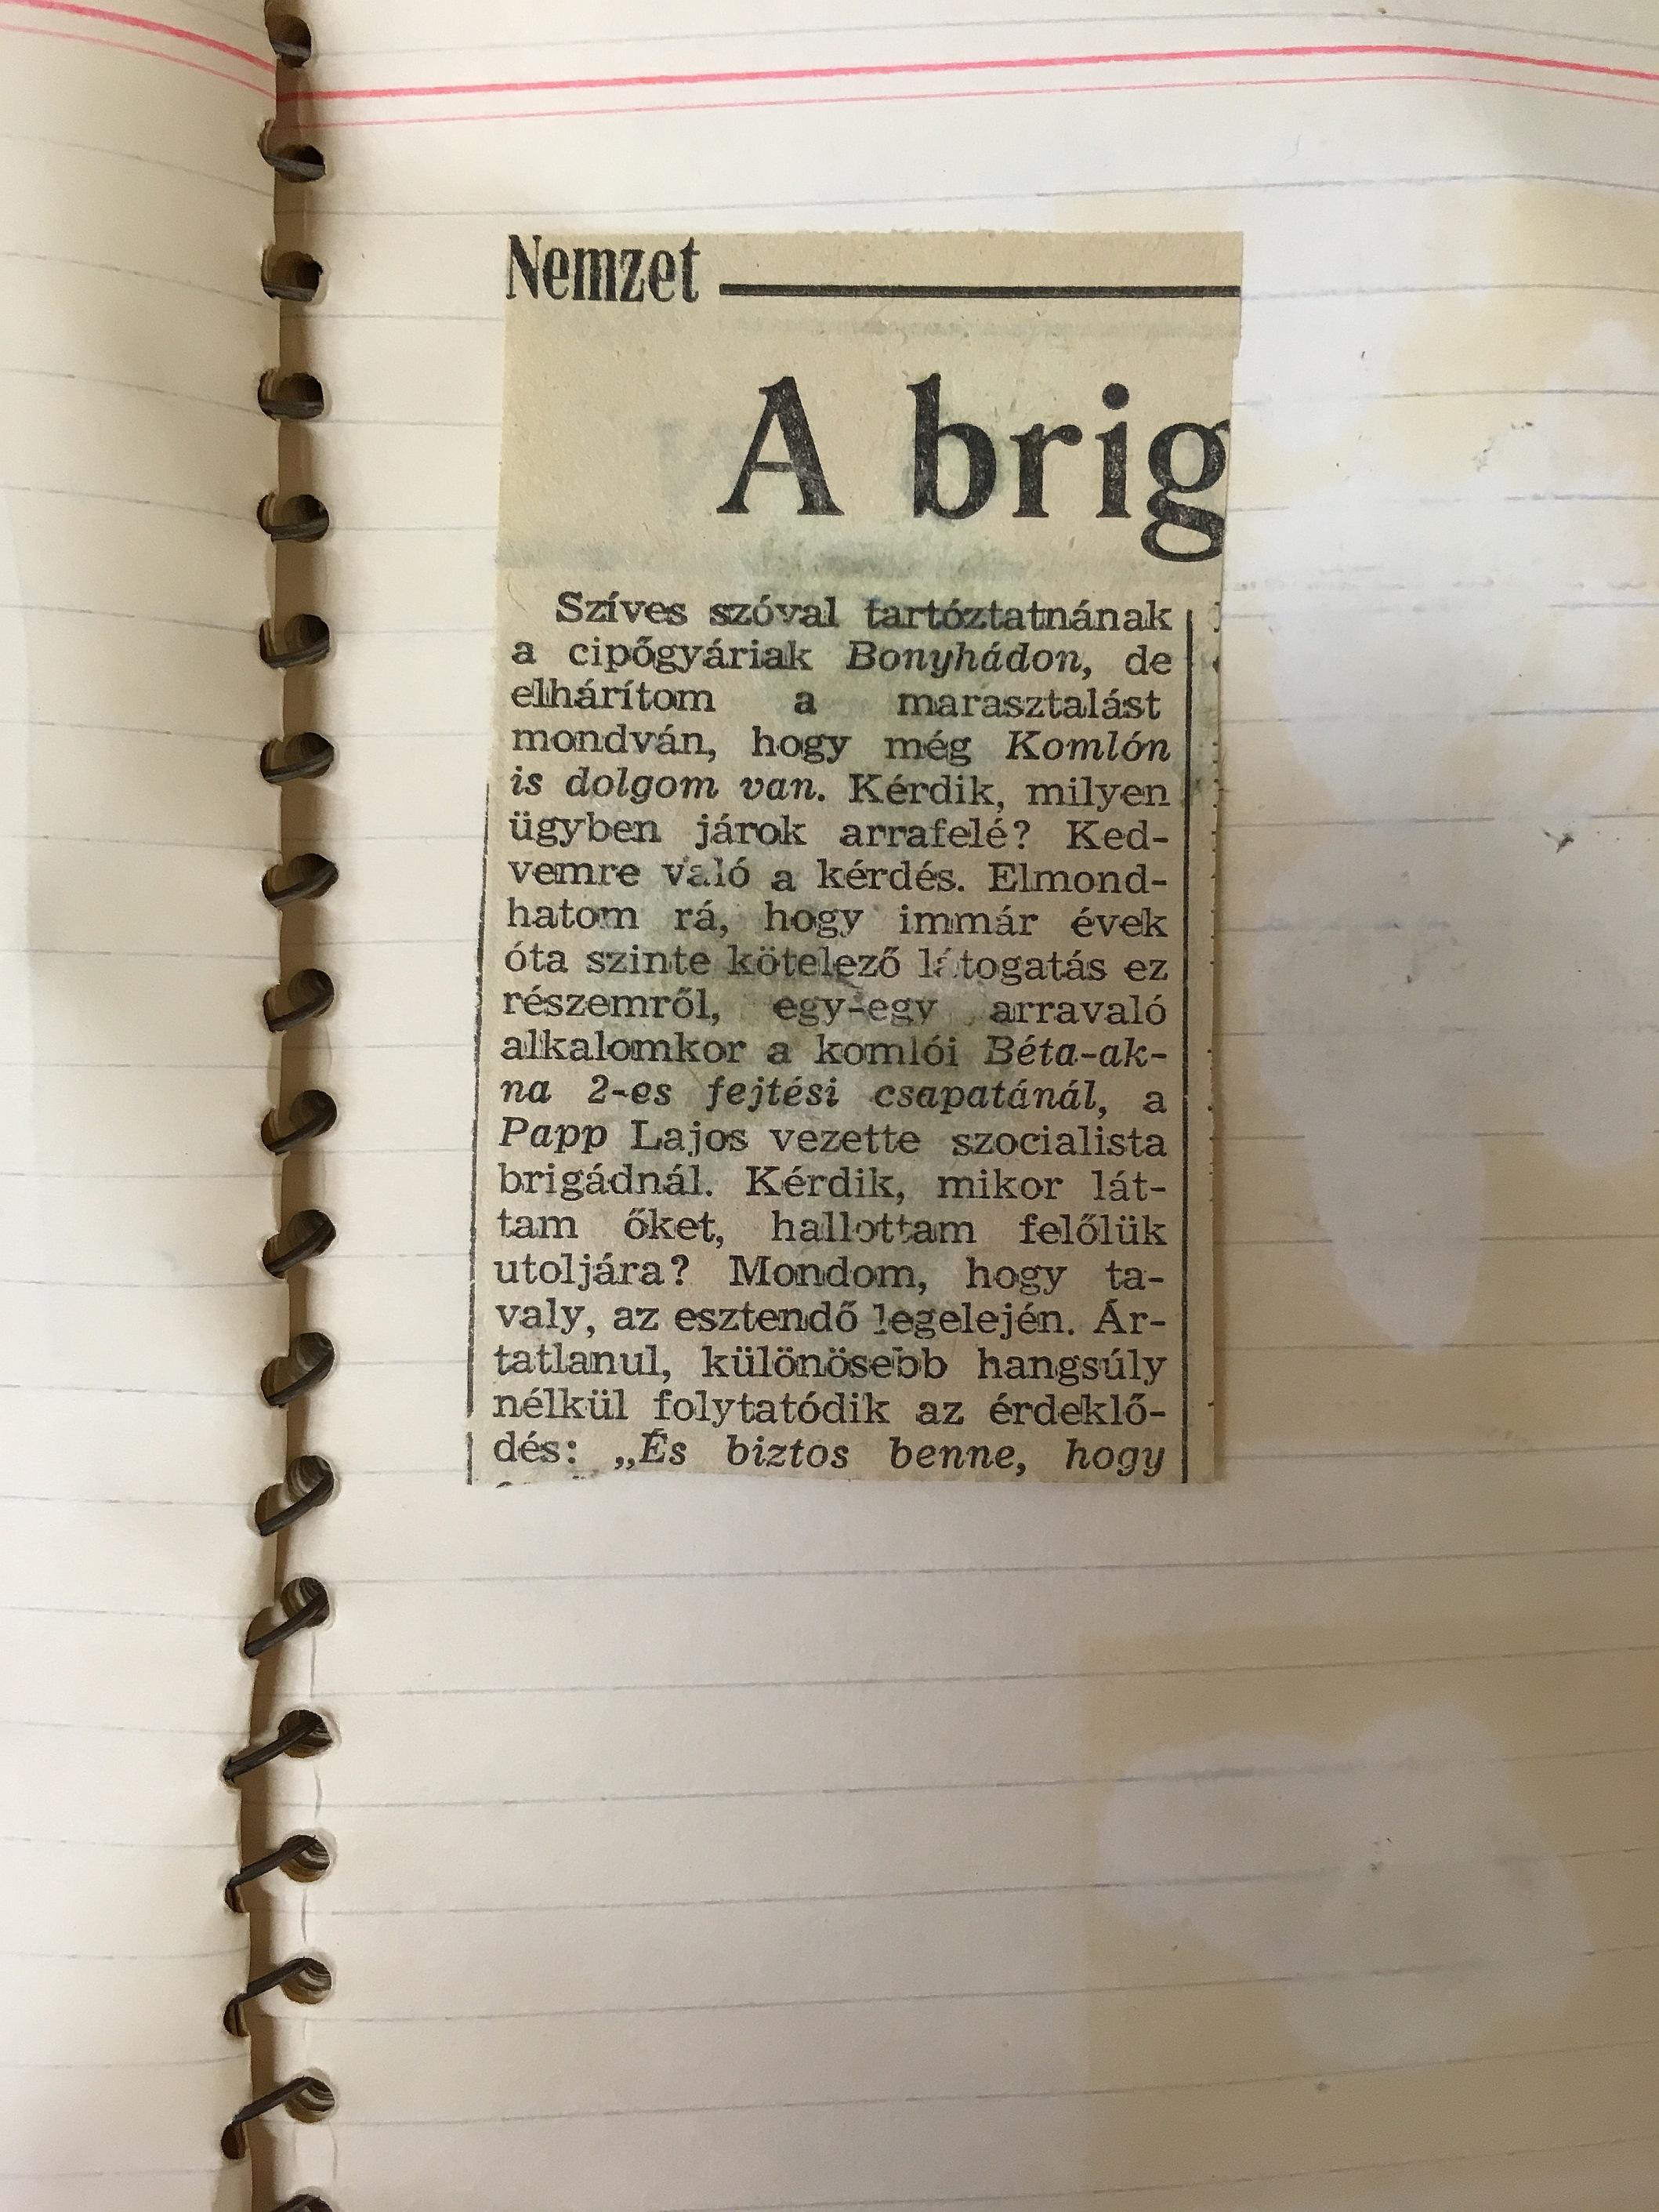 Nemzet
A brig
Szíves szóval tartóztatnának
a cipőgyáriak Bonyhádon, de
elhárítom a marasztalást
mondván, hogy még Komlón
is dolgom van. Kérdik, milyen
ügyben járok arrafelé? Ked-
vemre való a kérdés. Elmond-
hatom rá, hogy immár évek
óta szinte kötelező látogatás ez
részemről, egy-egy arravaló
alkalomkor a komlói Béta-ak-
na 2-es fejtési csapatánál, a
Papp Lajos vezette szocialista
brigádnál. Kérdik, mikor lát-
tam őket, hallottam felőlük
utoljára? Mondom, hogy ta-
valy, az esztendő legelején. Ár-
tatlanul, különösebb hangsúly
nélkül folytatódik az érdeklő-
dés: „És biztos benne, hogy